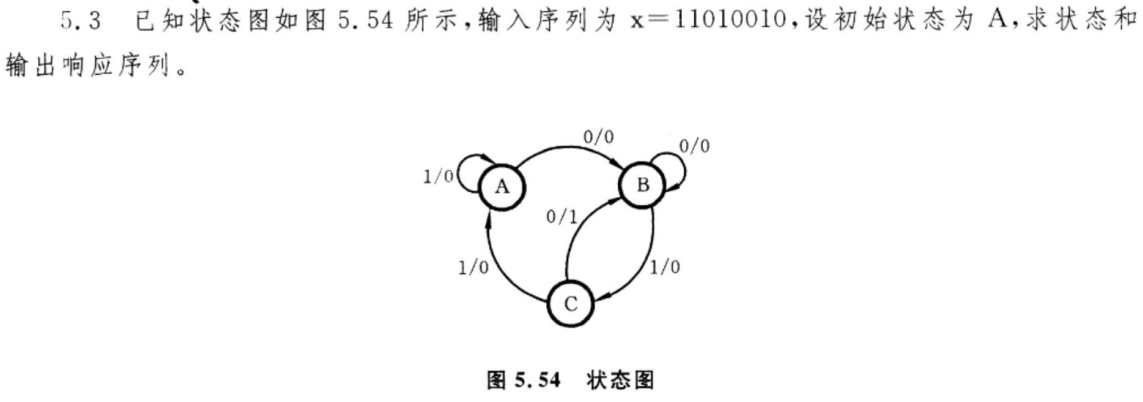 5.3 已知状态图如图 5.54 所示,输入序列为 x=11010010,设初始状态为 A,求状态和
输出响应序列。
0/0
0/0
1/0
A
B
0/1
1/0
1/0
C
图 5.54 状态图